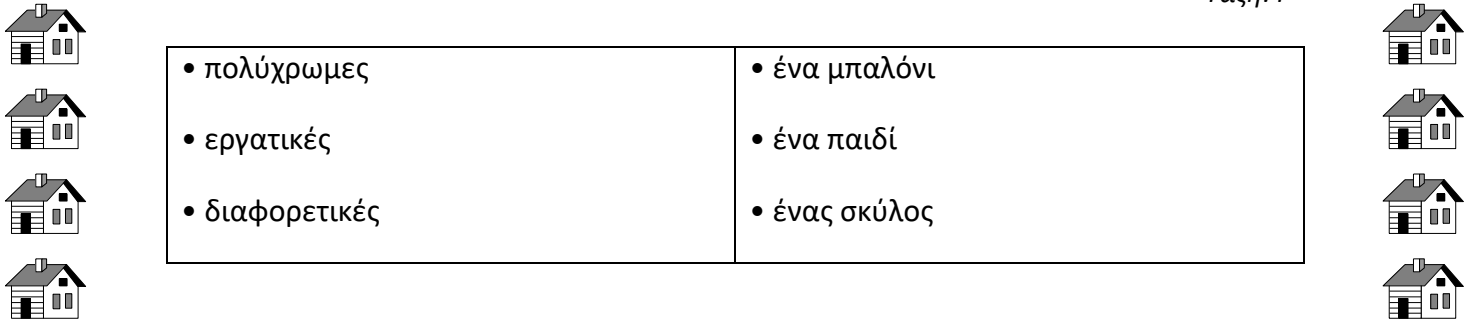 • πολύχρωμες
• εργατικές
• διαφορετικές
• ένα μπαλόνι
• ένα παιδί
• ένας σκύλος